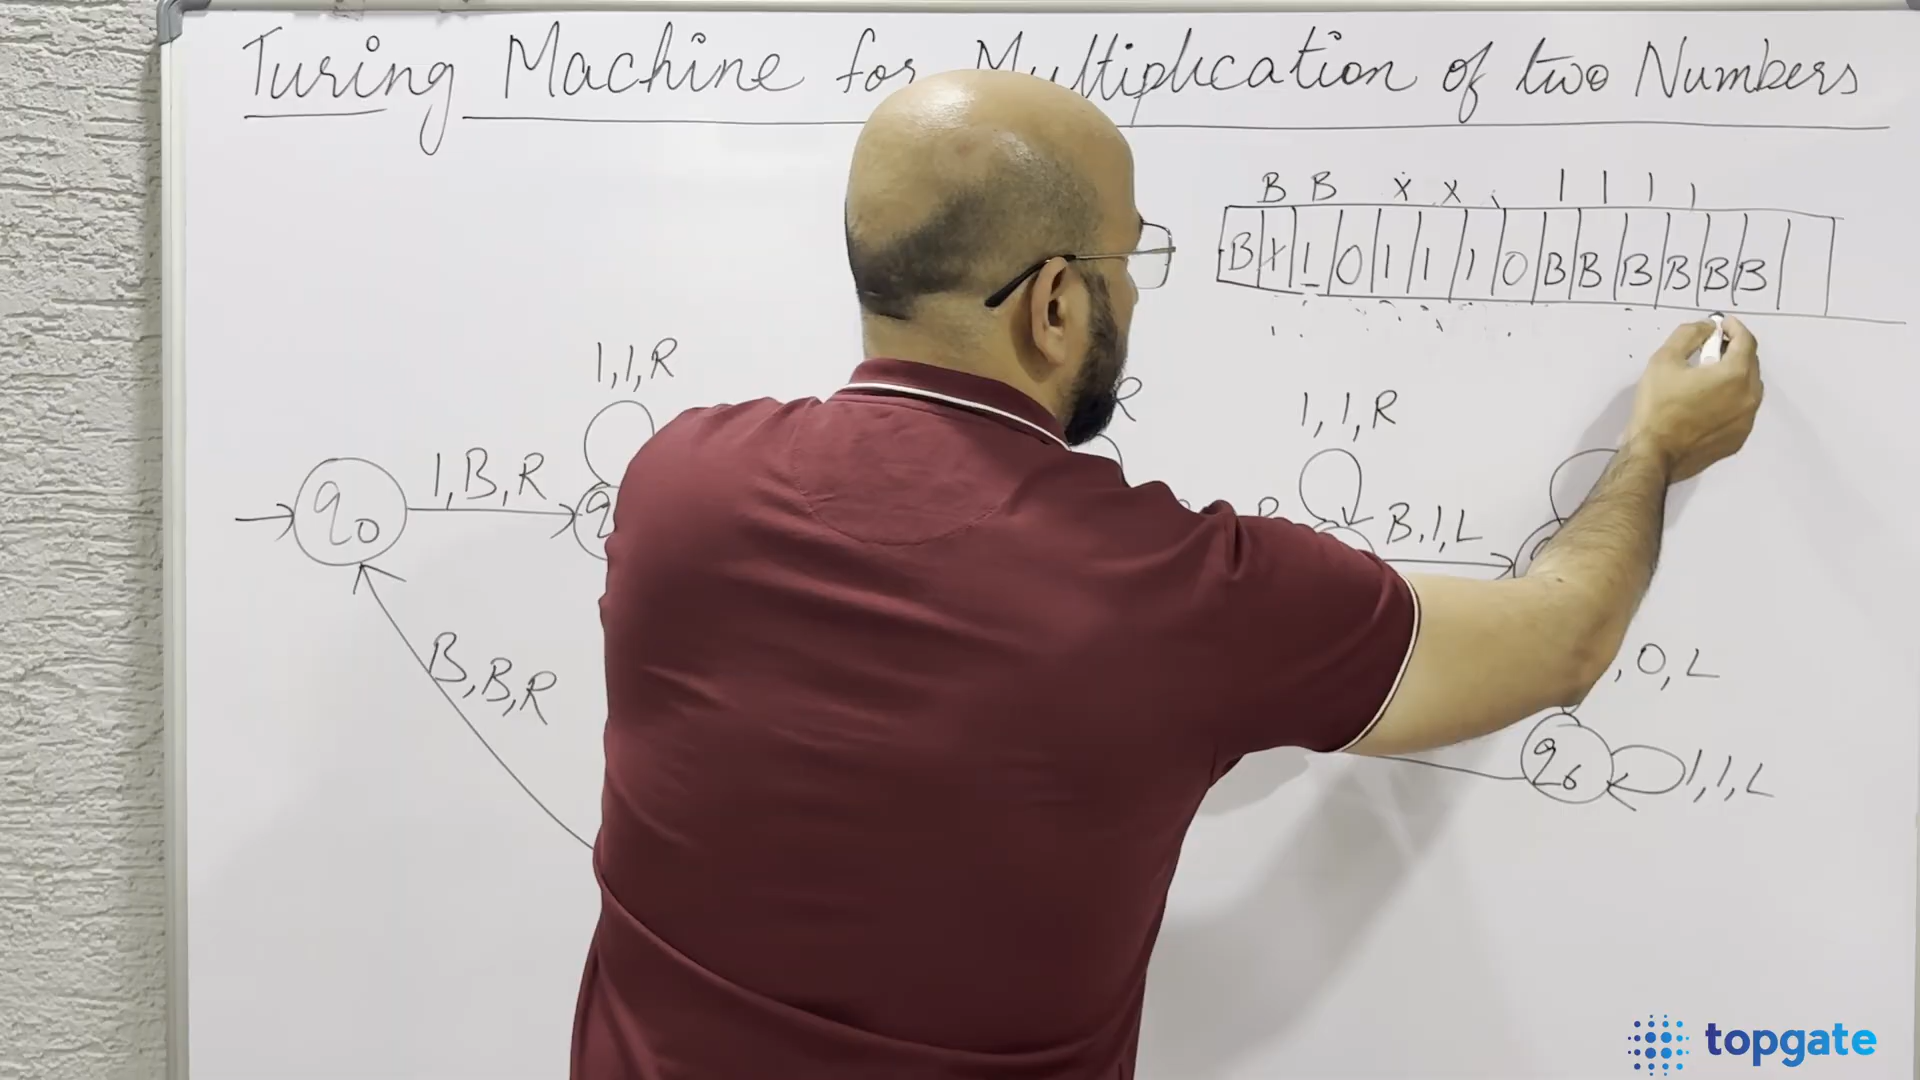 Turing Machine for Multiplication of two Numbers
B B X X 1 1 1 1
B 1 1 0 1 1 1 0 B B B B B B
1,1,R
R
1,1,R
1,B,R
B,1,L
q0
B,B,R
,0,L
q6
1,1,L
topgate